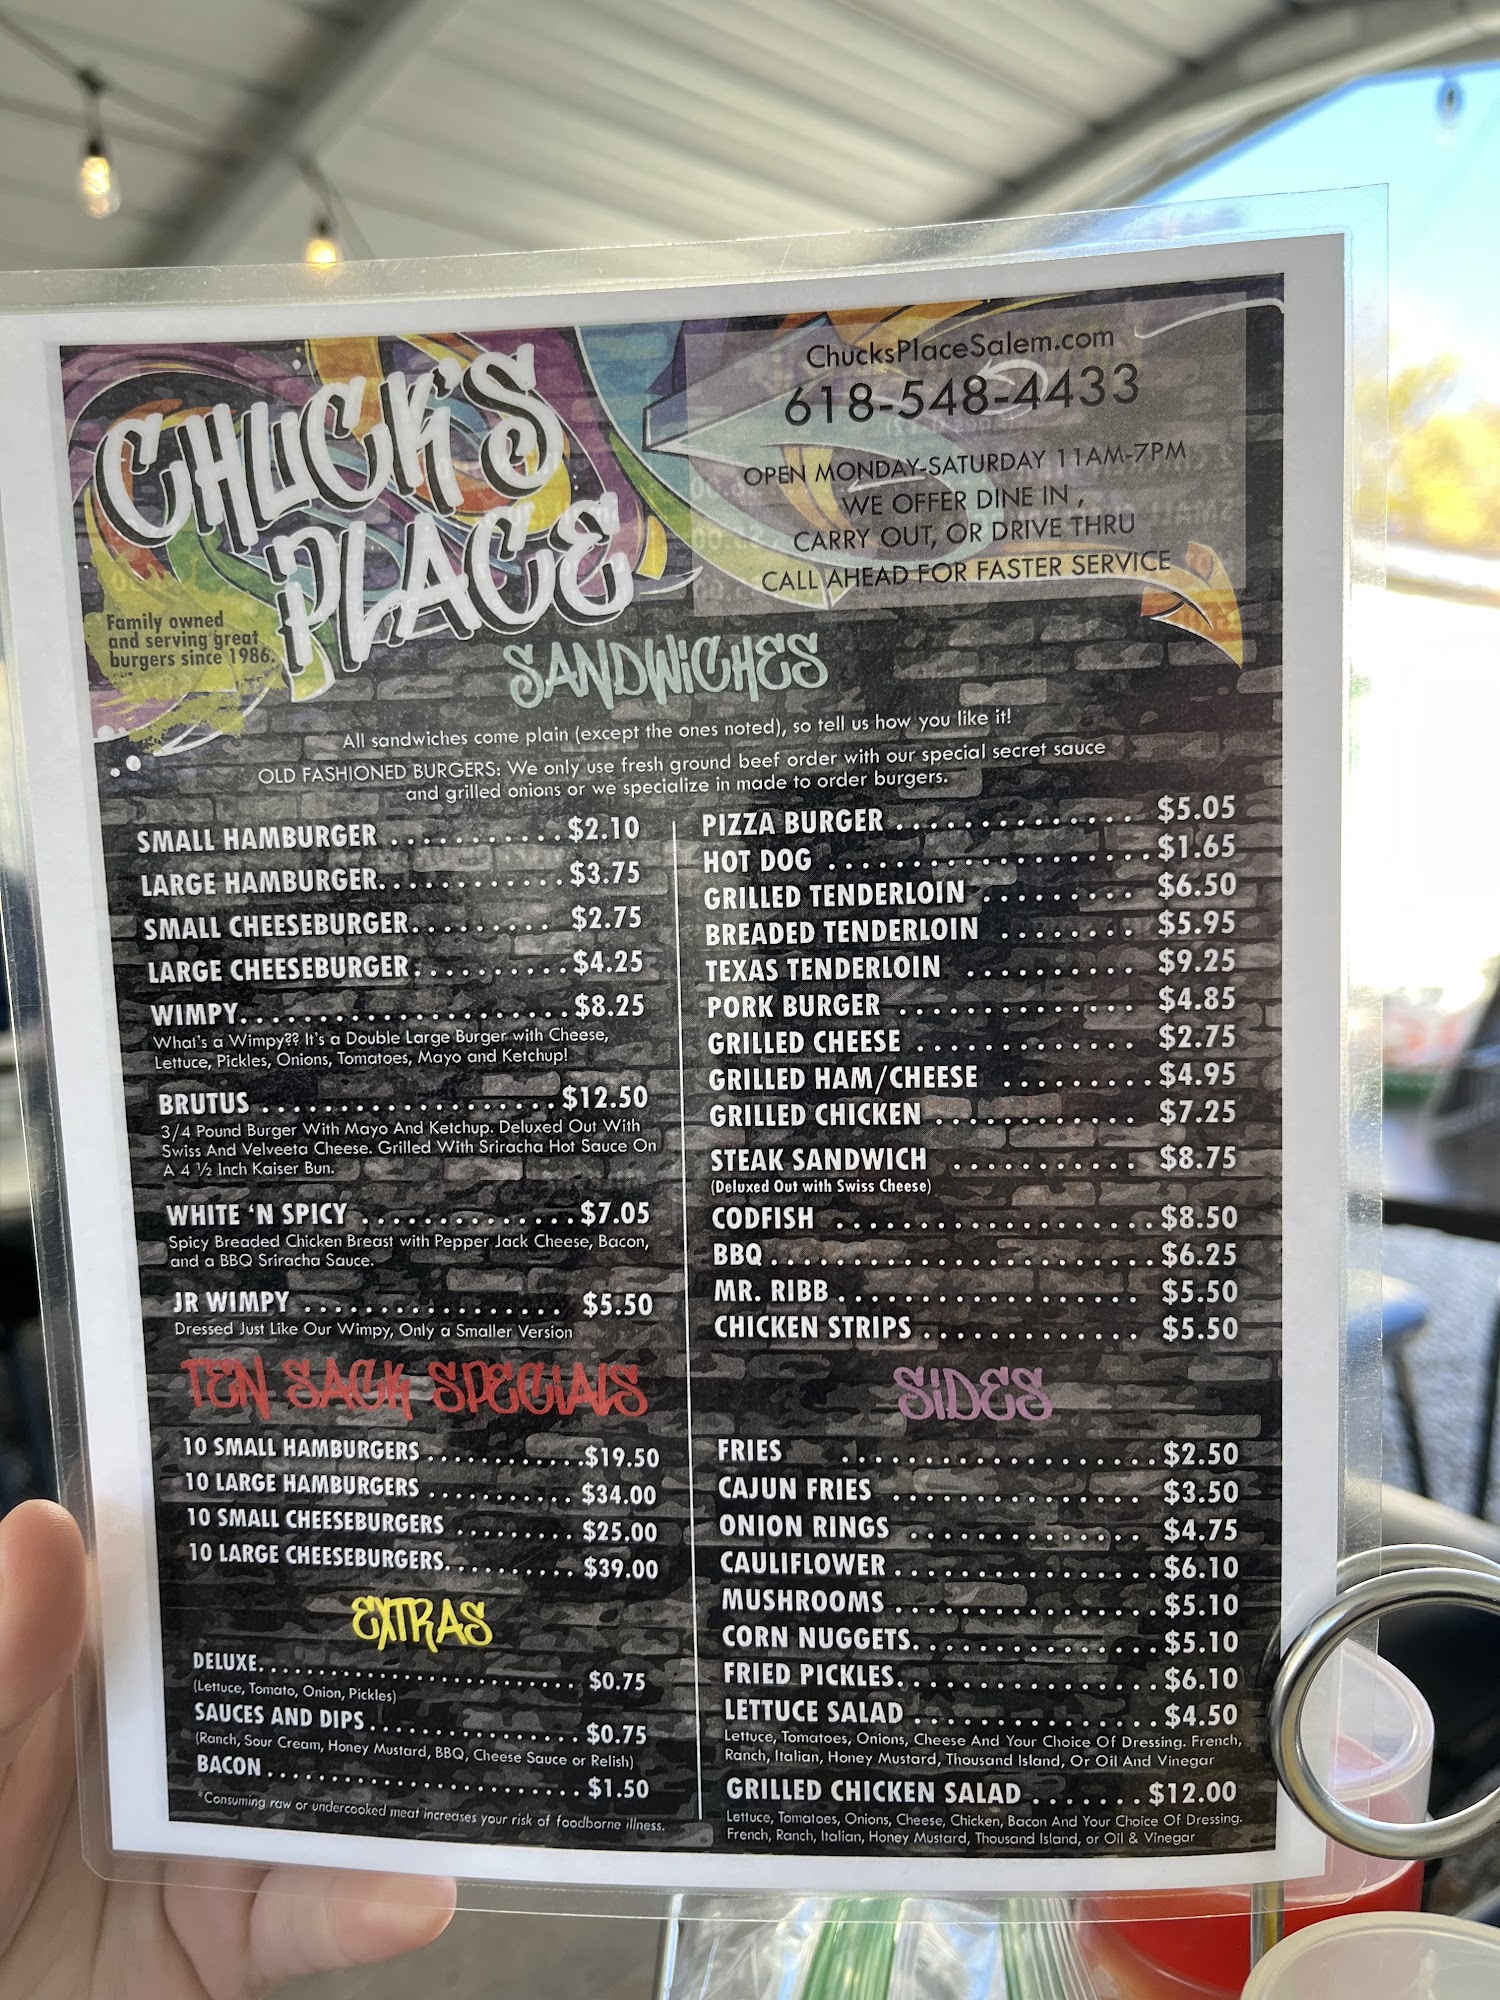 CHUCK'S
PLACE
Family owned
and serving great
burgers since 1986.
ChucksPlaceSalem.com
618-548-4433
OPEN MONDAY-SATURDAY 11AM-7PM
WE OFFER DINE IN ,
CARRY OUT, OR DRIVE THRU
CALL AHEAD FOR FASTER SERVICE
SANDWiCHES
All sandwiches come plain (except the ones noted), so tell us how you like it!
OLD FASHIONED BURGERS: We only use fresh ground beef order with our special secret sauce
and grilled onions or we specialize in made to order burgers.
SMALL HAMBURGER . . . . . . . . . . . $2.10
LARGE HAMBURGER. . . . . . . . . . . . $3.75
SMALL CHEESEBURGER. . . . . . . . . $2.75
LARGE CHEESEBURGER. . . . . . . . . . $4.25
WIMPY. . . . . . . . . . . . . . . . . . . . . $8.25
What's a Wimpy?? It's a Double Large Burger with Cheese,
Lettuce, Pickles, Onions, Tomatoes, Mayo and Ketchup!
BRUTUS . . . . . . . . . . . . . . . . . . . $12.50
3/4 Pound Burger With Mayo And Ketchup. Deluxed Out With
Swiss And Velveeta Cheese. Grilled With Sriracha Hot Sauce On
A 4 ½ Inch Kaiser Bun.
WHITE 'N SPICY . . . . . . . . . . . . . . $7.05
Spicy Breaded Chicken Breast with Pepper Jack Cheese, Bacon,
and a BBQ Sriracha Sauce.
JR WIMPY . . . . . . . . . . . . . . . . . $5.50
Dressed Just Like Our Wimpy, Only a Smaller Version
TEN SACK SPECIALS
10 SMALL HAMBURGERS . . . . . . . . . . . . $19.50
10 LARGE HAMBURGERS . . . . . . . . . . . $34.00
10 SMALL CHEESEBURGERS . . . . . . . . . $25.00
10 LARGE CHEESEBURGERS. . . . . . . . . . $39.00
EXTRAS
DELUXE. . . . . . . . . . . . . . . . . . . . . . $0.75
(Lettuce, Tomato, Onion, Pickles)
SAUCES AND DIPS. . . . . . . . . . . . . . . $0.75
(Ranch, Sour Cream, Honey Mustard, BBQ, Cheese Sauce or Relish)
BACON . . . . . . . . . . . . . . . . . . . . . . $1.50
*Consuming raw or undercooked meat increases your risk of foodborne illness.
PIZZA BURGER . . . . . . . . . . . . . . $5.05
HOT DOG . . . . . . . . . . . . . . . . . . . $1.65
GRILLED TENDERLOIN . . . . . . . . . $6.50
BREADED TENDERLOIN . . . . . . . . $5.95
TEXAS TENDERLOIN . . . . . . . . . . $9.25
PORK BURGER . . . . . . . . . . . . . . $4.85
GRILLED CHEESE . . . . . . . . . . . . . $2.75
GRILLED HAM/CHEESE . . . . . . . . . $4.95
GRILLED CHICKEN . . . . . . . . . . . . $7.25
STEAK SANDWICH . . . . . . . . . . . $8.75
(Deluxed Out with Swiss Cheese)
CODFISH . . . . . . . . . . . . . . . . . . . $8.50
BBQ . . . . . . . . . . . . . . . . . . . . . . . $6.25
MR. RIBB . . . . . . . . . . . . . . . . . . $5.50
CHICKEN STRIPS . . . . . . . . . . . . . $5.50
SiDES
FRIES . . . . . . . . . . . . . . . . . . . $2.50
CAJUN FRIES . . . . . . . . . . . . . . . $3.50
ONION RINGS . . . . . . . . . . . . . . $4.75
CAULIFLOWER . . . . . . . . . . . . . . . . $6.10
MUSHROOMS . . . . . . . . . . . . . . . . $5.10
CORN NUGGETS. . . . . . . . . . . . . . . $5.10
FRIED PICKLES. . . . . . . . . . . . . . . . $6.10
LETTUCE SALAD . . . . . . . . . . . . . . . $4.50
Lettuce, Tomatoes, Onions, Cheese And Your Choice Of Dressing. French,
Ranch, Italian, Honey Mustard, Thousand Island, Or Oil And Vinegar
GRILLED CHICKEN SALAD . . . . . . . $12.00
Lettuce, Tomatoes, Onions, Cheese, Chicken, Bacon And Your Choice Of Dressing.
French, Ranch, Italian, Honey Mustard, Thousand Island, or Oil & Vinegar